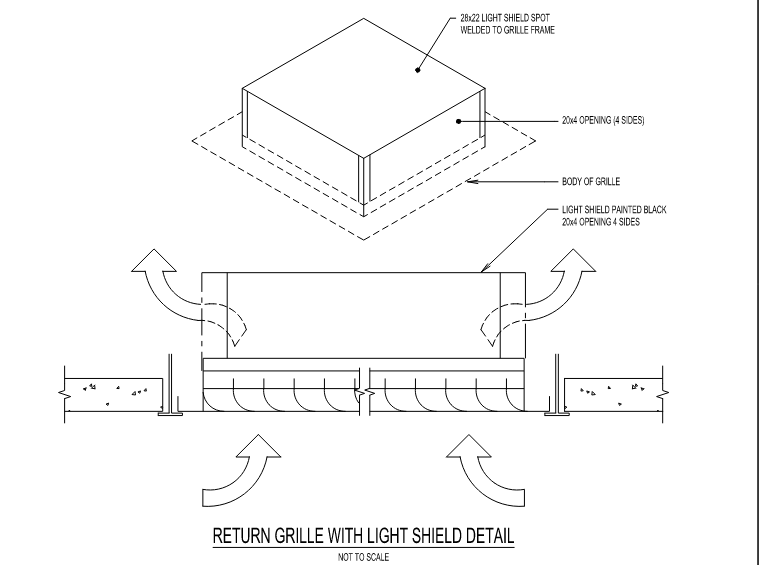 28x22 LIGHT SHIELD SPOT
WELDED TO GRILLE FRAME
20x4 OPENING (4 SIDES)
BODY OF GRILLE
LIGHT SHIELD PAINTED BLACK
20x4 OPENING 4 SIDES
RETURN GRILLE WITH LIGHT SHIELD DETAIL
NOT TO SCALE